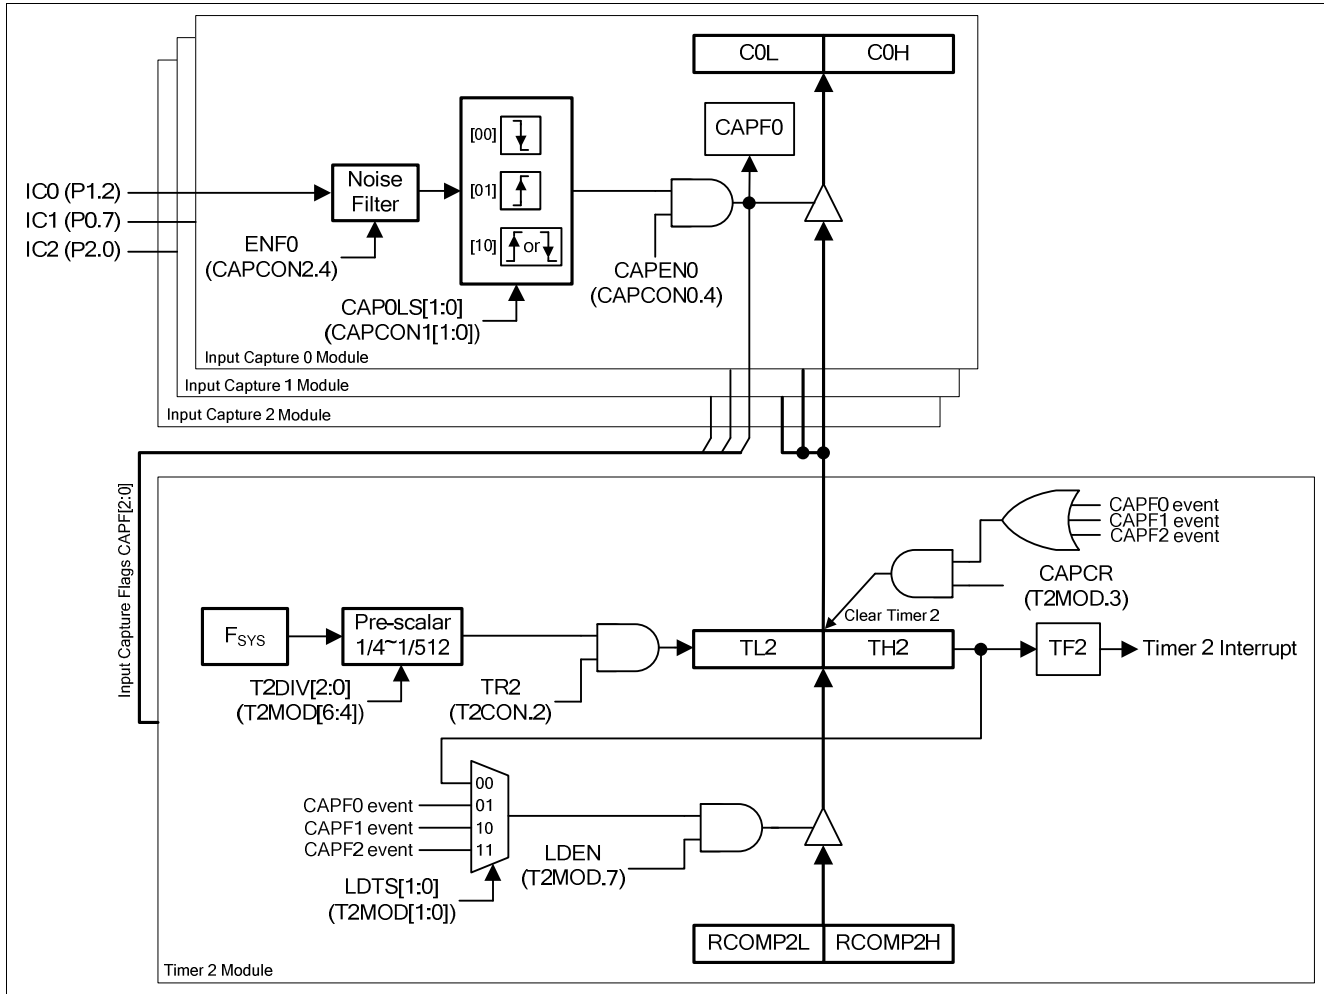 C0L
C0H
CAPF0
[00]
[01]
[10]
or
Noise
Filter
IC0 (P1.2)
IC1 (P0.7)
IC2 (P2.0)
ENF0
(CAPCON2.4)
CAP0LS[1:0]
(CAPCON1[1:0])
CAPEN0
(CAPCON0.4)
Input Capture 0 Module
Input Capture 1 Module
Input Capture 2 Module
Input Capture Flags CAPF[2:0]
CAPF0 event
CAPF1 event
CAPF2 event
CAPCR
(T2MOD.3)
Clear Timer 2
FSYS
Pre-scalar
1/4~1/512
TL2
TH2
TF2
Timer 2 Interrupt
T2DIV[2:0]
(T2MOD[6:4])
TR2
(T2CON.2)
00
01
10
11
CAPF0 event
CAPF1 event
CAPF2 event
LDEN
(T2MOD.7)
LDTS[1:0]
(T2MOD[1:0])
RCOMP2L
RCOMP2H
Timer 2 Module